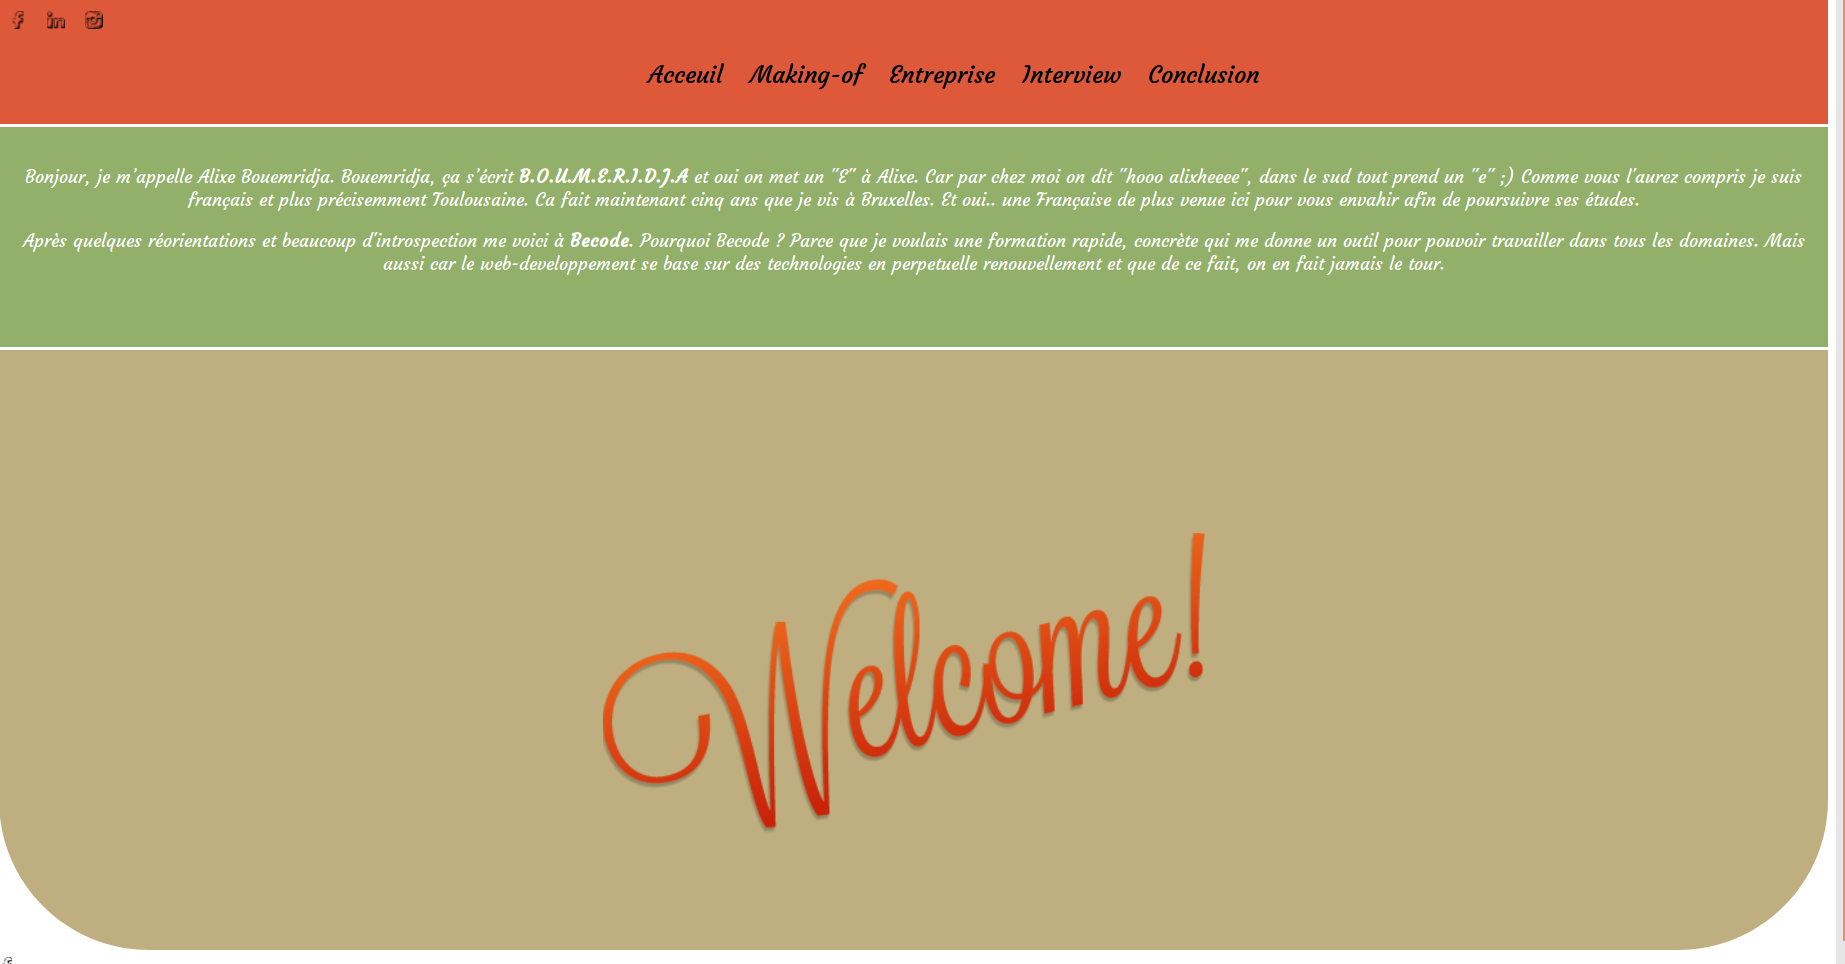 Acceuil Making-of Entreprise Interview Conclusion
Bonjour, je m'appelle Alixe Bouemridja. Bouemridja, ça s'écrit B.O.U.M.E.R.I.D.J.A et oui on met un "E" à Alixe. Car par chez moi on dit "hooo alixheeee", dans le sud tout prend un "e" ;) Comme vous l'aurez compris je suis
français et plus précisemment Toulousaine. Ca fait maintenant cinq ans que je vis à Bruxelles. Et oui.. une Française de plus venue ici pour vous envahir afin de poursuivre ses études.
Après quelques réorientations et beaucoup d'introspection me voici à Becode. Pourquoi Becode ? Parce que je voulais une formation rapide, concrète qui me donne un outil pour pouvoir travailler dans tous les domaines. Mais
aussi car le web-developpement se base sur des technologies en perpetuelle renouvellement et que de ce fait, on en fait jamais le tour.
Welcome!